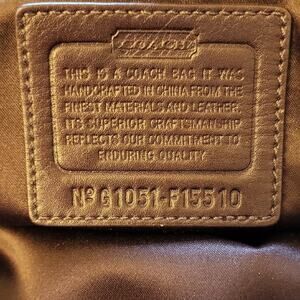 COACH
THIS IS A COACH BAG IT WAS
HANDCRAFTED IN CHINA FROM THE
FINEST MATERIALS AND LEATHER.
ITS SUPERIOR CRAFTSMANSHIP
REFLECTS OUR COMMITMENT TO
ENDURING QUALITY
Nº G1051-F15510